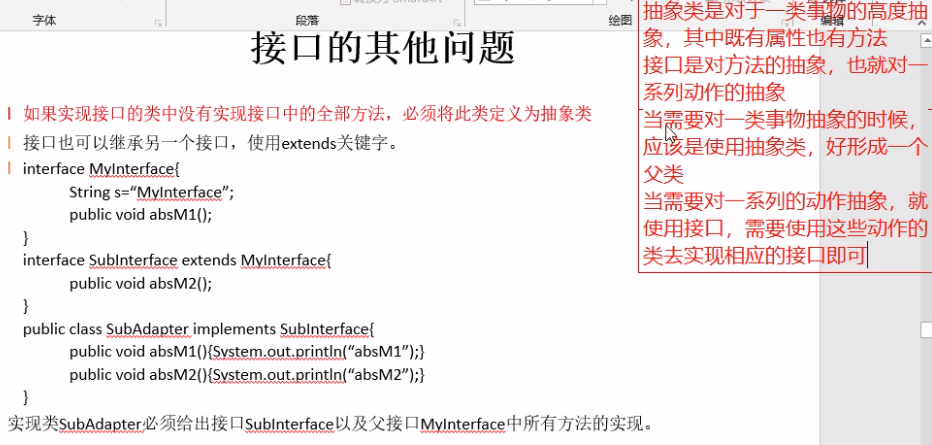 字体
段落
绘图
编辑
接口的其他问题
如果实现接口的类中没有实现接口中的全部方法，必须将此类定义为抽象类
接口也可以继承另一个接口，使用extends关键字。
interface MyInterface{
String s=“MyInterface”;
public void absM1();
}
interface SubInterface extends MyInterface{
public void absM2();
}
public class SubAdapter implements SubInterface{
public void absM1(){System.out.println(“absM1”);}
public void absM2(){System.out.println(“absM2”);}
}
实现类SubAdapter必须给出接口SubInterface以及父接口MyInterface中所有方法的实现。
抽象类是对于一类事物的高度抽
象，其中既有属性也有方法
接口是对方法的抽象，也就对一
系列动作的抽象
当需要对一类事物抽象的时候，
应该是使用抽象类，好形成一个
父类
当需要对一系列的动作抽象，就
使用接口，需要使用这些动作的
类去实现相应的接口即可